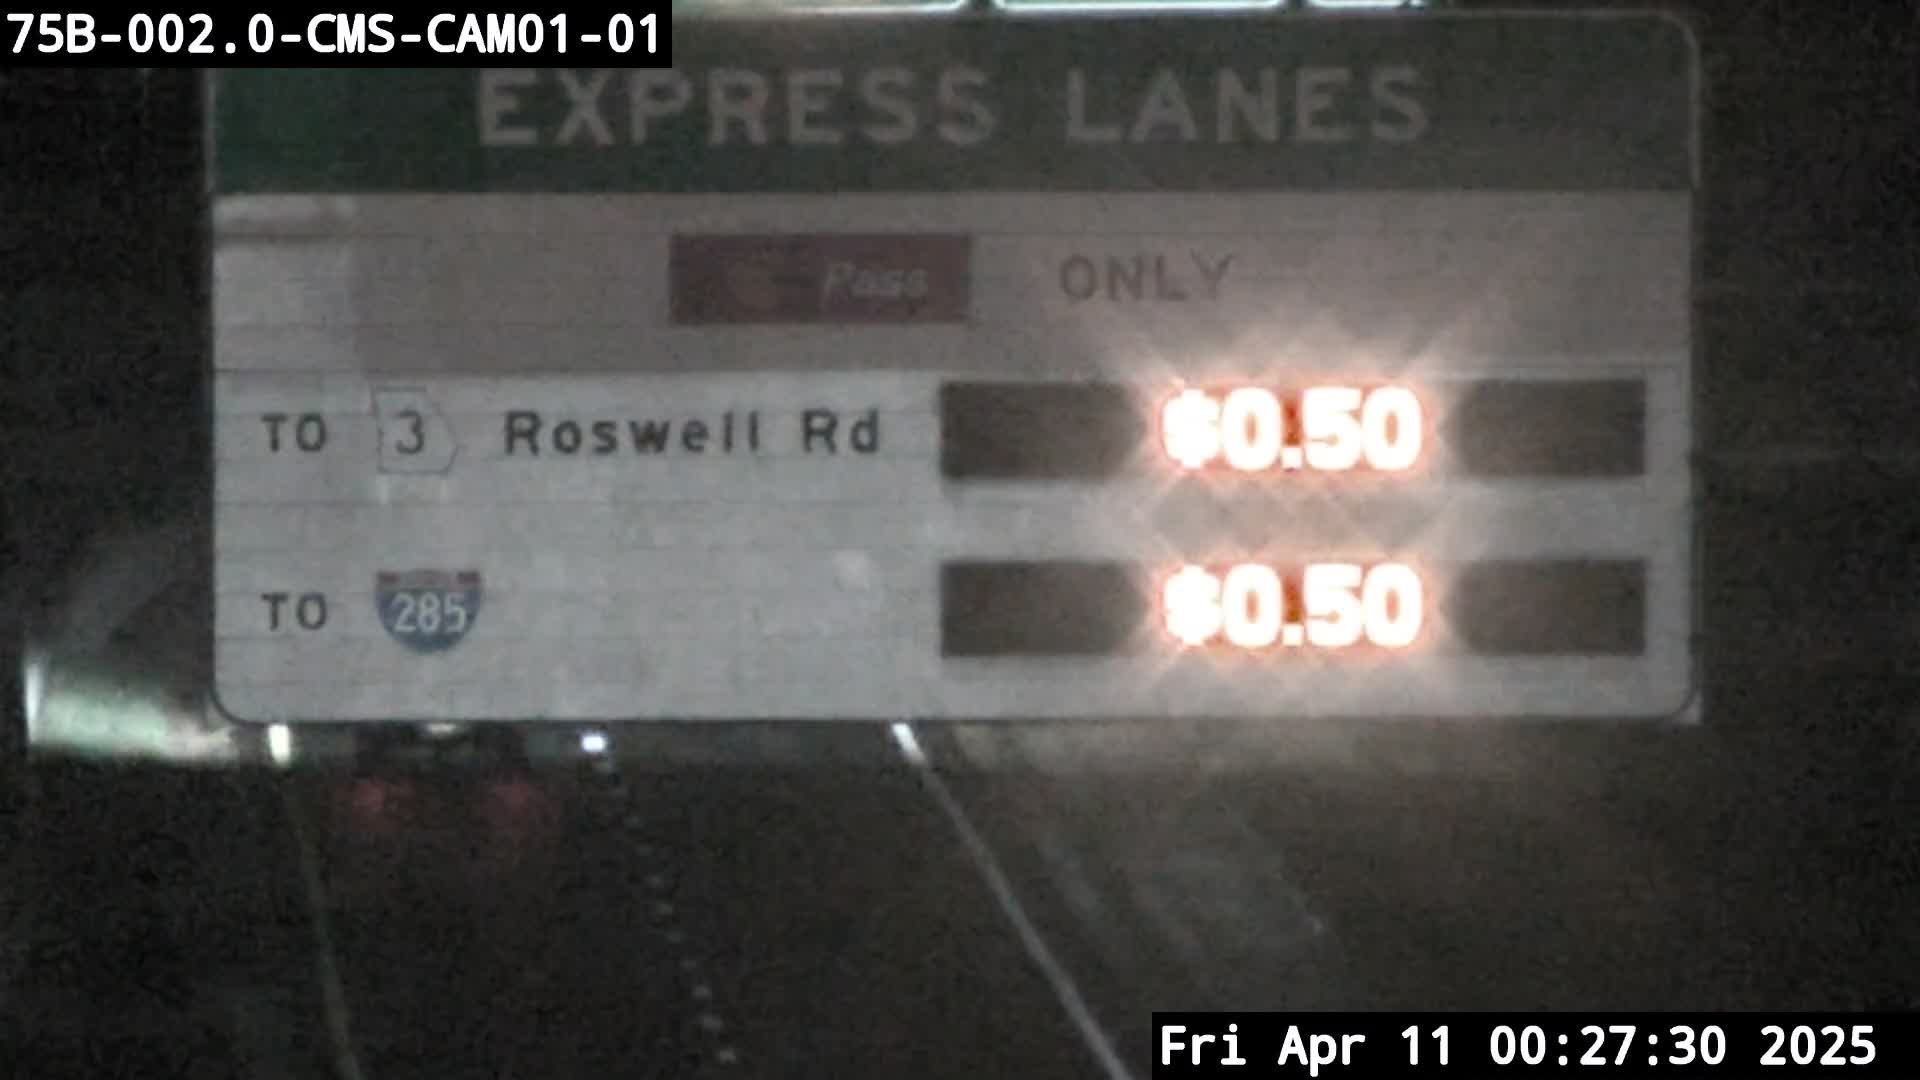 75B-002.0-CMS-CAM01-01
EXPRESS LANES
Pass ONLY
TO 3 Roswell Rd $0.50
TO 285 $0.50
Fri Apr 11 00:27:30 2025